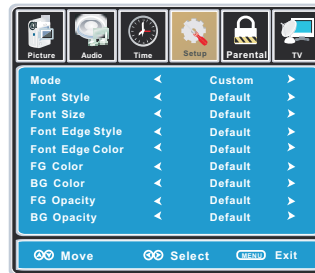 Picture Audio Time Setup Parental TV
Mode Custom
Font Style Default
Font Size Default
Font Edge Style Default
Font Edge Color Default
FG Color Default
BG Color Default
FG Opacity Default
BG Opacity Default
Move Select MENU Exit